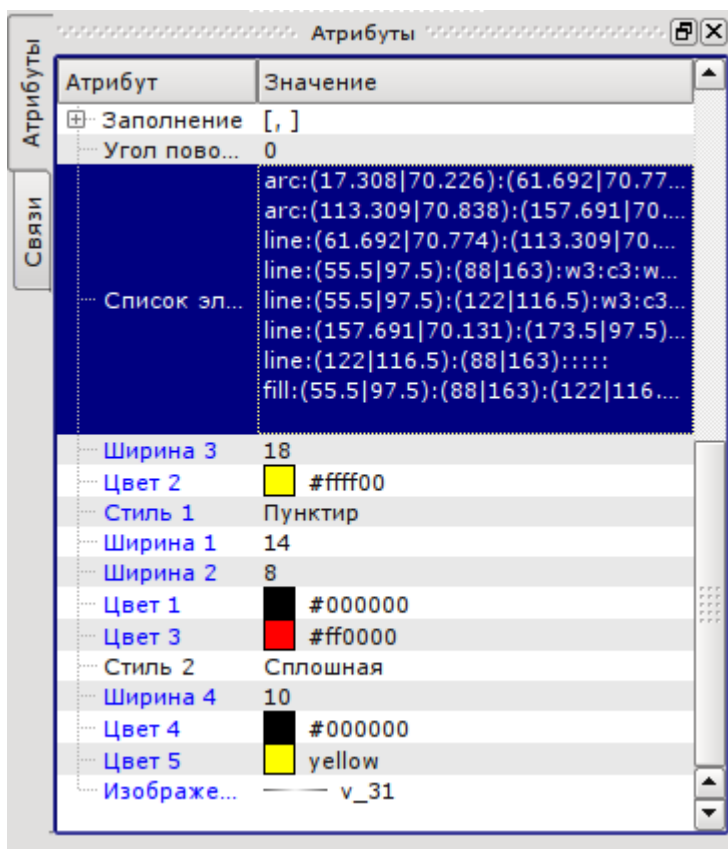 Атрибуты
Атрибуты
Связи
Атрибут Значение
Заполнение [, ]
Угол пово... 0
Список эл...
arc:(17.308|70.226):(61.692|70.77...
arc:(113.309|70.838):(157.691|70....
line:(61.692|70.774):(113.309|70....
line:(55.5|97.5):(88|163):w3:c3:w...
line:(55.5|97.5):(122|116.5):w3:c3...
line:(157.691|70.131):(173.5|97.5)...
line:(122|116.5):(88|163):::::
fill:(55.5|97.5):(88|163):(122|116....
Ширина 3 18
Цвет 2 #ffff00
Стиль 1 Пунктир
Ширина 1 14
Ширина 2 8
Цвет 1 #000000
Цвет 3 #ff0000
Стиль 2 Сплошная
Ширина 4 10
Цвет 4 #000000
Цвет 5 yellow
Изображе... v_31